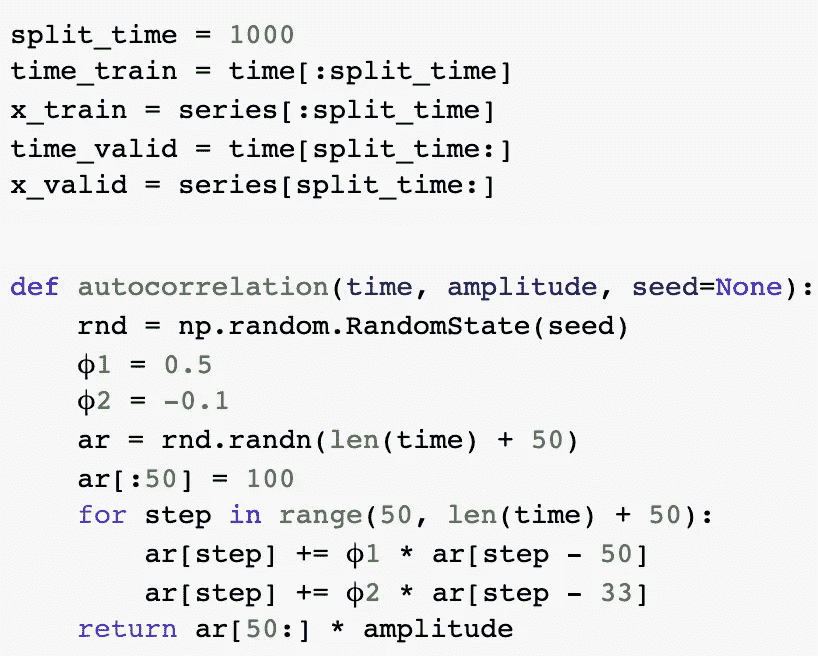 split_time = 1000
time_train = time[:split_time]
x_train = series[:split_time]
time_valid = time[split_time:]
x_valid = series[split_time:]
def autocorrelation(time, amplitude, seed=None):
    rnd = np.random.RandomState(seed)
    ϕ1 = 0.5
    ϕ2 = -0.1
    ar = rnd.randn(len(time) + 50)
    ar[:50] = 100
    for step in range(50, len(time) + 50):
        ar[step] += ϕ1 * ar[step - 50]
        ar[step] += ϕ2 * ar[step - 33]
    return ar[50:] * amplitude